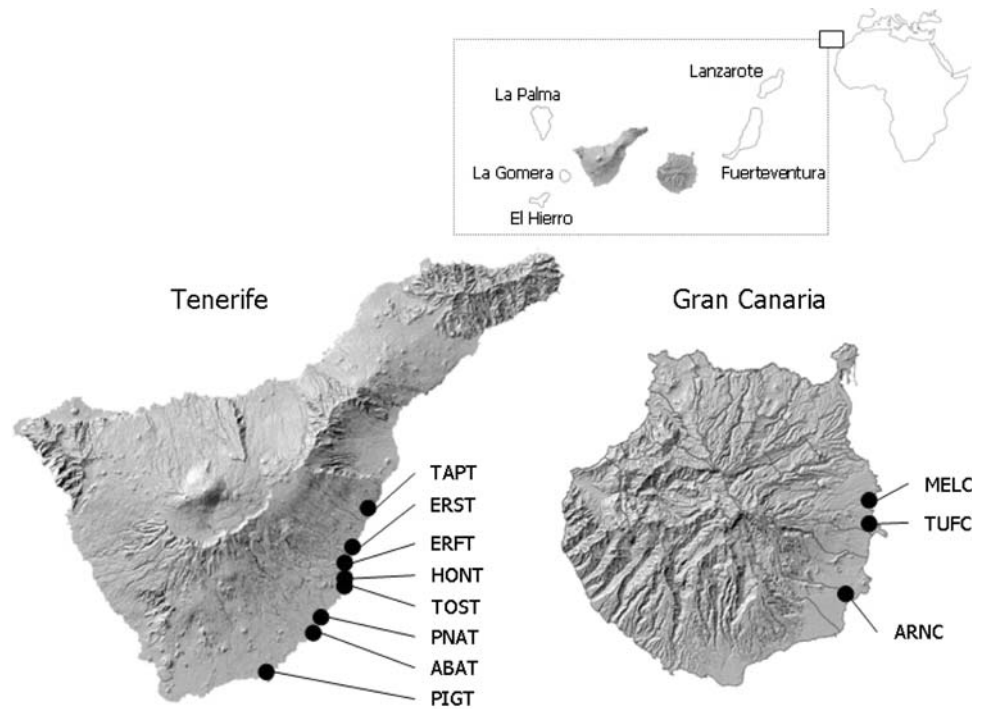 Lanzarote
La Palma
La Gomera
Fuerteventura
El Hierro
Tenerife
Gran Canaria
TAPT
ERST
ERFT
HONT
TOST
PNAT
ABAT
PIGT
MELC
TUFC
ARNC